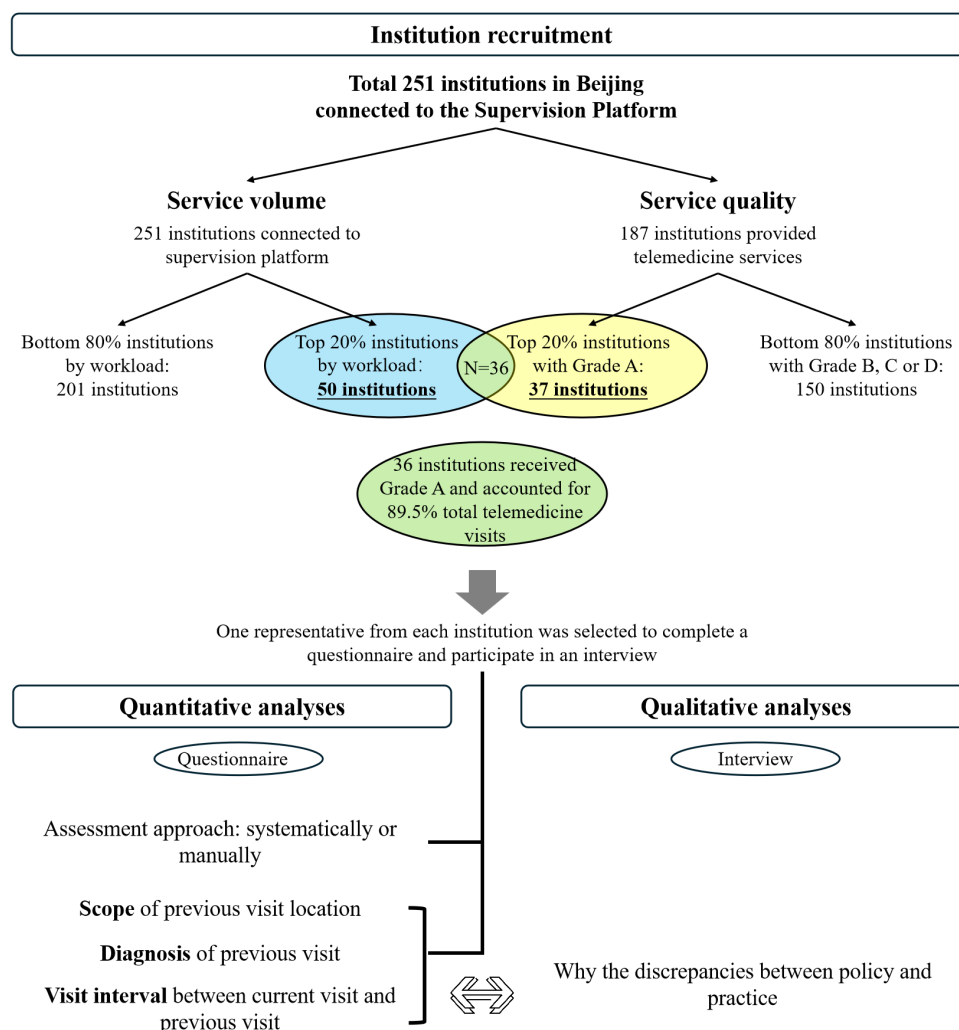 Institution recruitment
Total 251 institutions in Beijing
connected to the Supervision Platform
Service volume
251 institutions connected to
supervision platform
Service quality
187 institutions provided
telemedicine services
Bottom 80% institutions
by workload:
201 institutions
Top 20% institutions
by workload：
50 institutions
N=36
Top 20% institutions
with Grade A:
37 institutions
Bottom 80% institutions
with Grade B, C or D:
150 institutions
36 institutions received
Grade A and accounted for
89.5% total telemedicine
visits
One representative from each institution was selected to complete a
questionnaire and participate in an interview
Quantitative analyses
Qualitative analyses
Questionnaire
Interview
Assessment approach: systematically or
manually
Scope of previous visit location
Diagnosis of previous visit
Visit interval between current visit and
previous visit
Why the discrepancies between policy and
practice